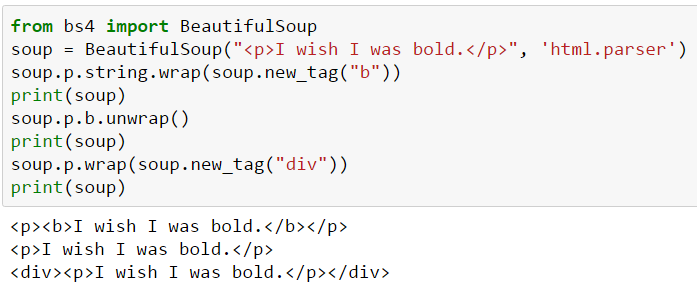 from bs4 import BeautifulSoup
soup = BeautifulSoup("<p>I wish I was bold.</p>", 'html.parser')
soup.p.string.wrap(soup.new_tag("b"))
print(soup)
soup.p.b.unwrap()
print(soup)
soup.p.wrap(soup.new_tag("div"))
print(soup)
<p><b>I wish I was bold.</b></p>
<p>I wish I was bold.</p>
<div><p>I wish I was bold.</p></div>